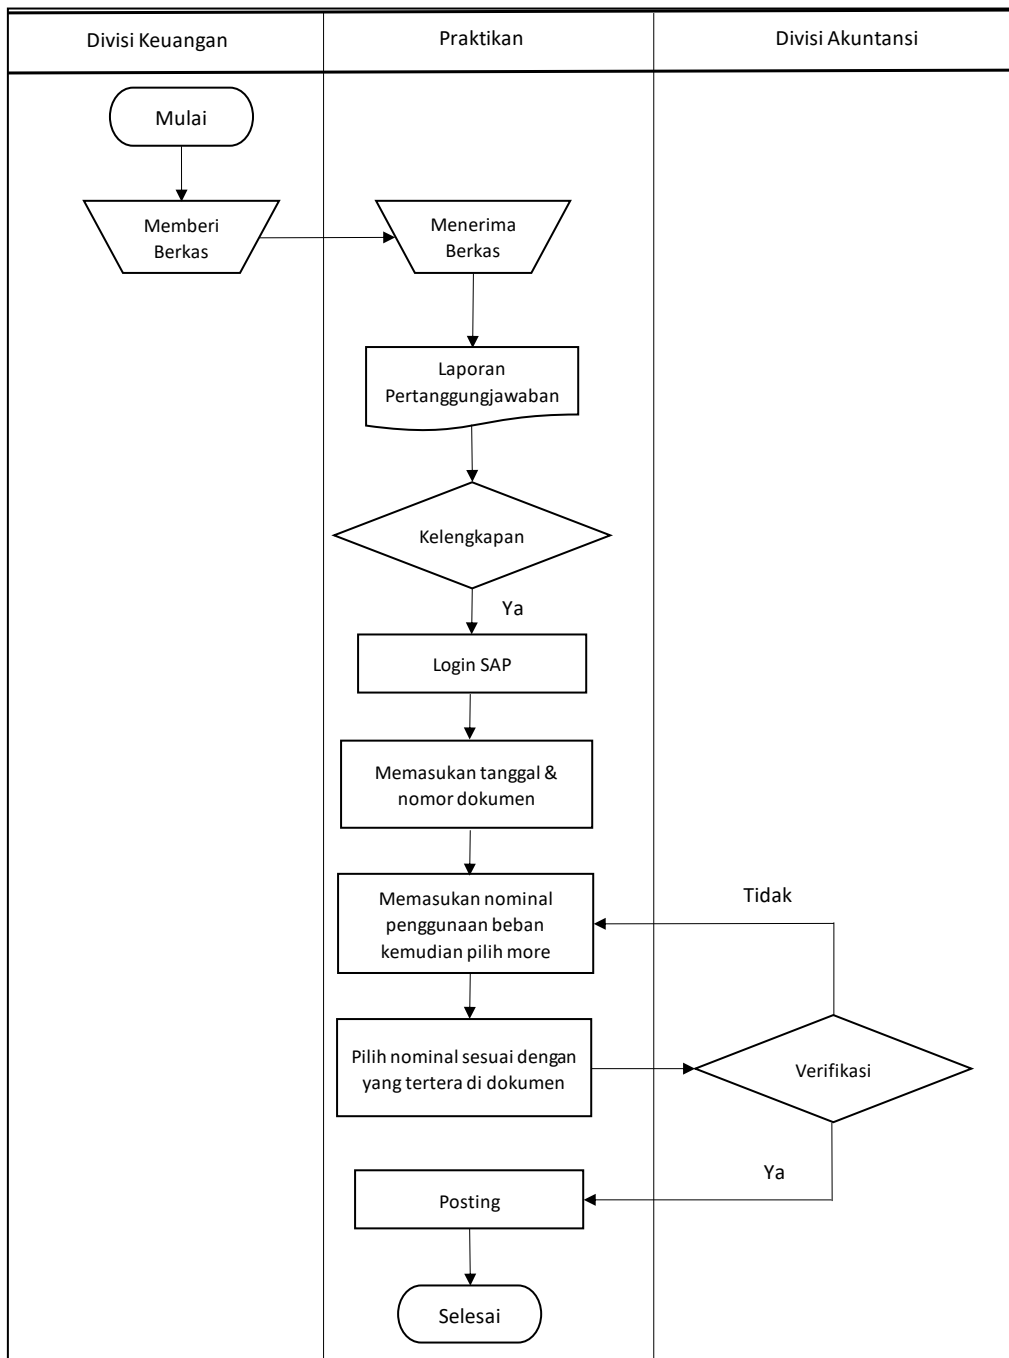 Divisi Keuangan
Praktikan
Divisi Akuntansi
Mulai
Memberi
Berkas
Menerima
Berkas
Laporan
Pertanggungjawaban
Kelengkapan
Ya
Login SAP
Memasukan tanggal &
nomor dokumen
Memasukan nominal
penggunaan beban
kemudian pilih more
Tidak
Pilih nominal sesuai dengan
yang tertera di dokumen
Verifikasi
Ya
Posting
Selesai